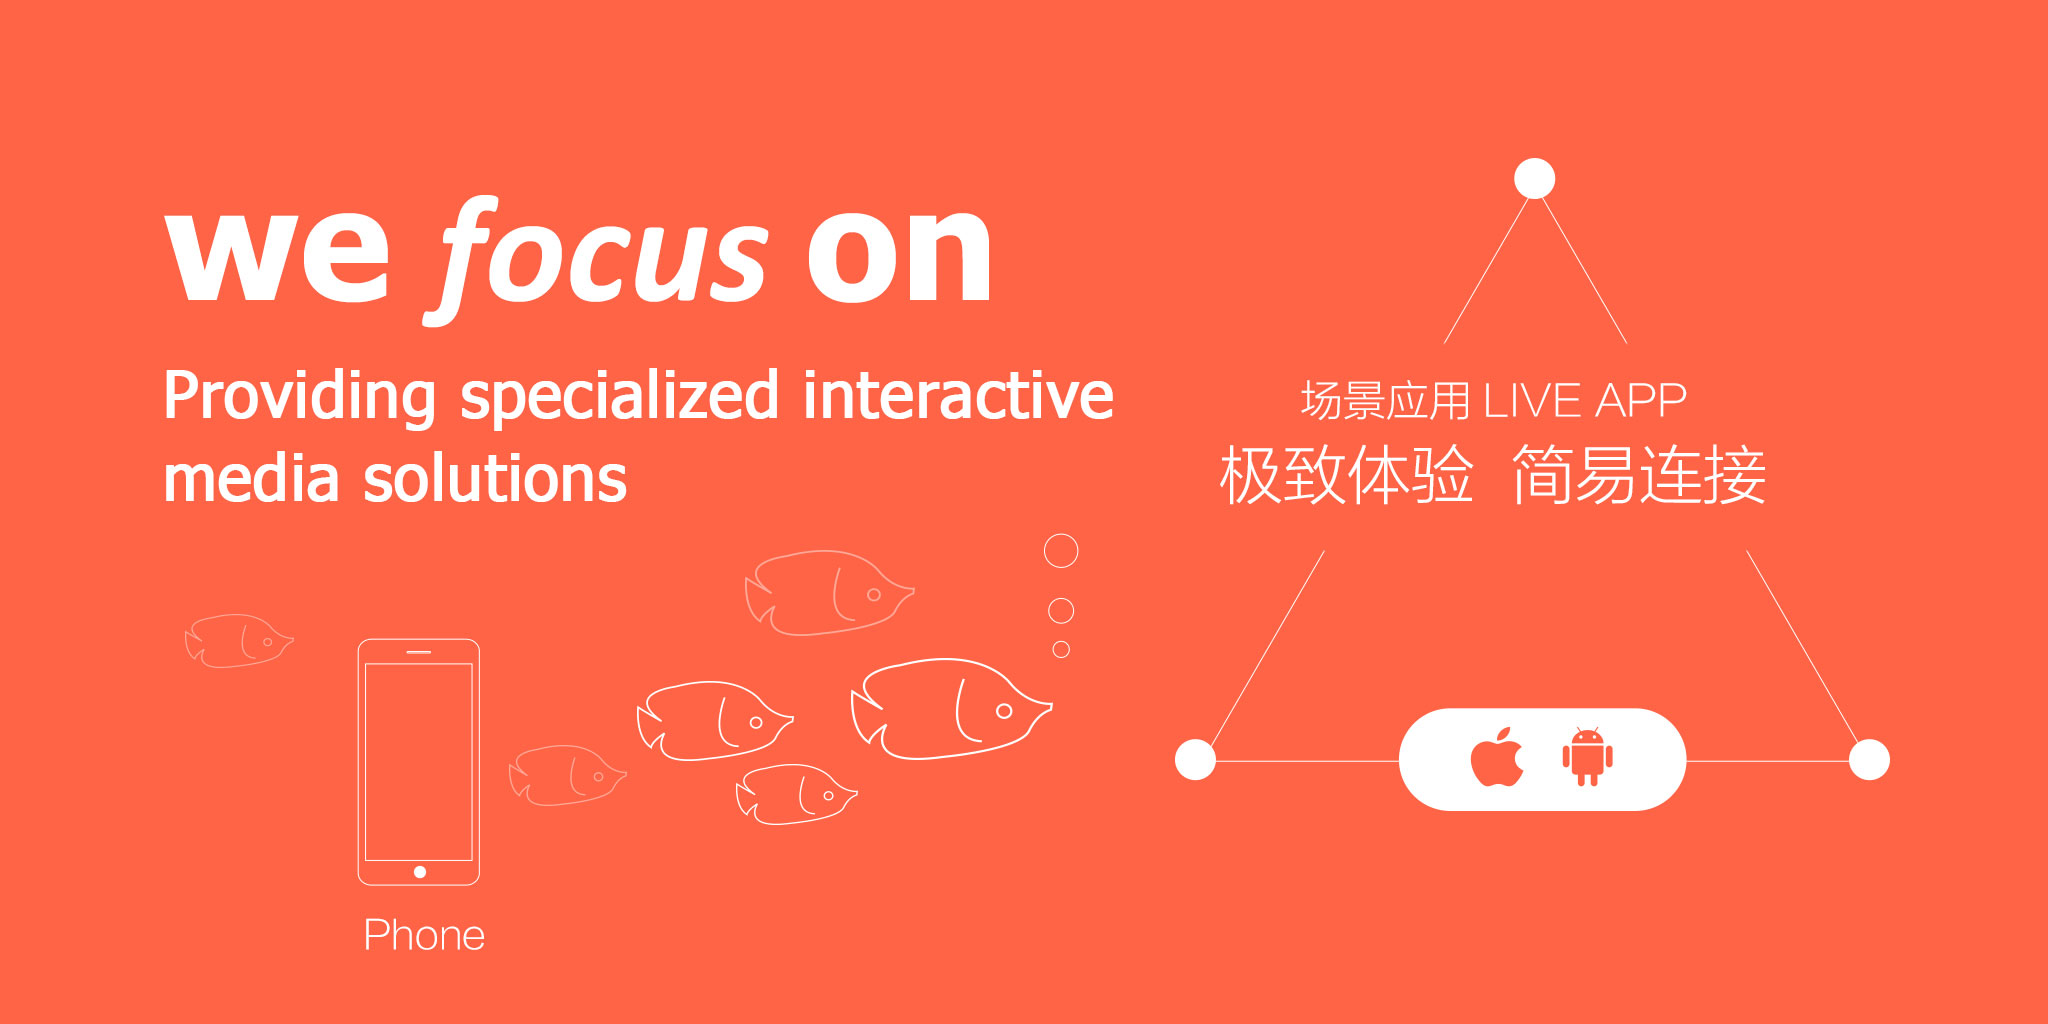 we focus on
Providing specialized interactive
media solutions
场景应用 LIVE APP
极致体验 简易连接
Phone